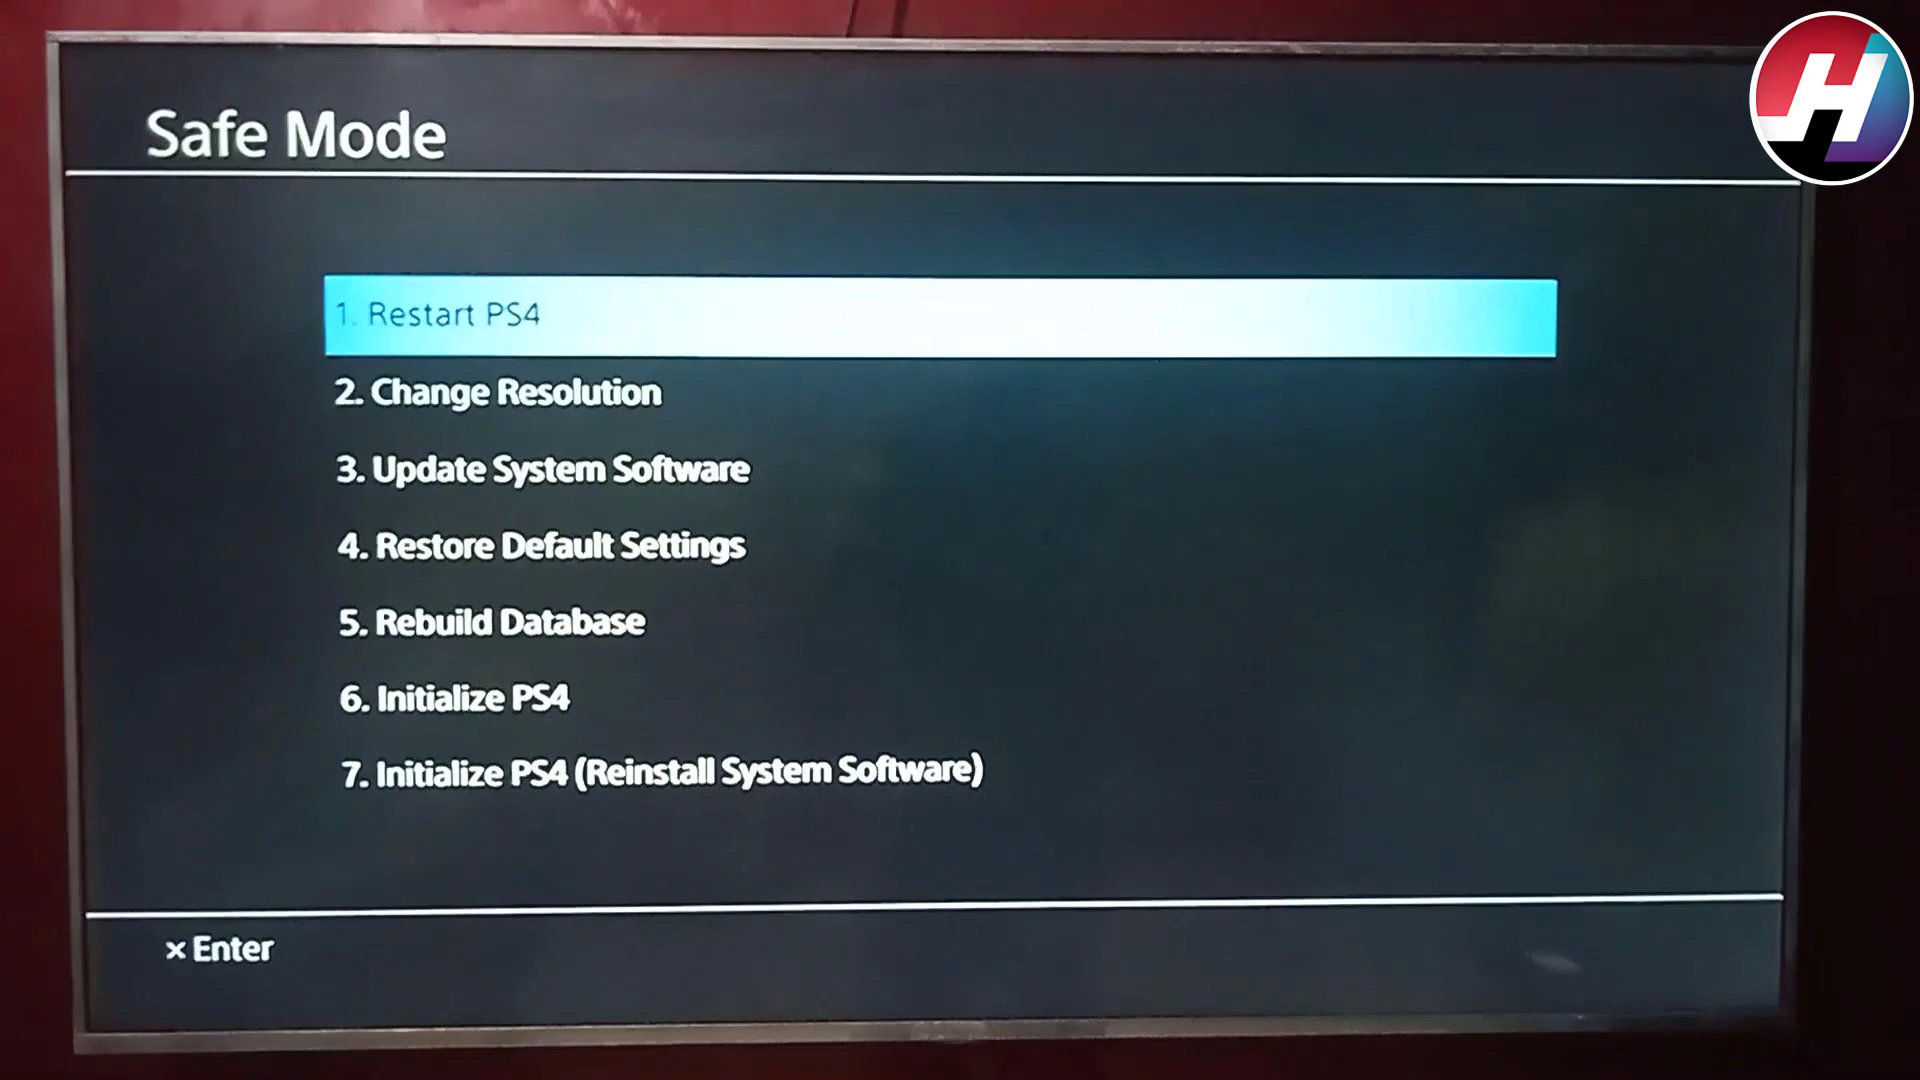 Safe Mode
1. Restart PS4
2. Change Resolution
3. Update System Software
4. Restore Default Settings
5. Rebuild Database
6. Initialize PS4
7. Initialize PS4 (Reinstall System Software)
× Enter
H